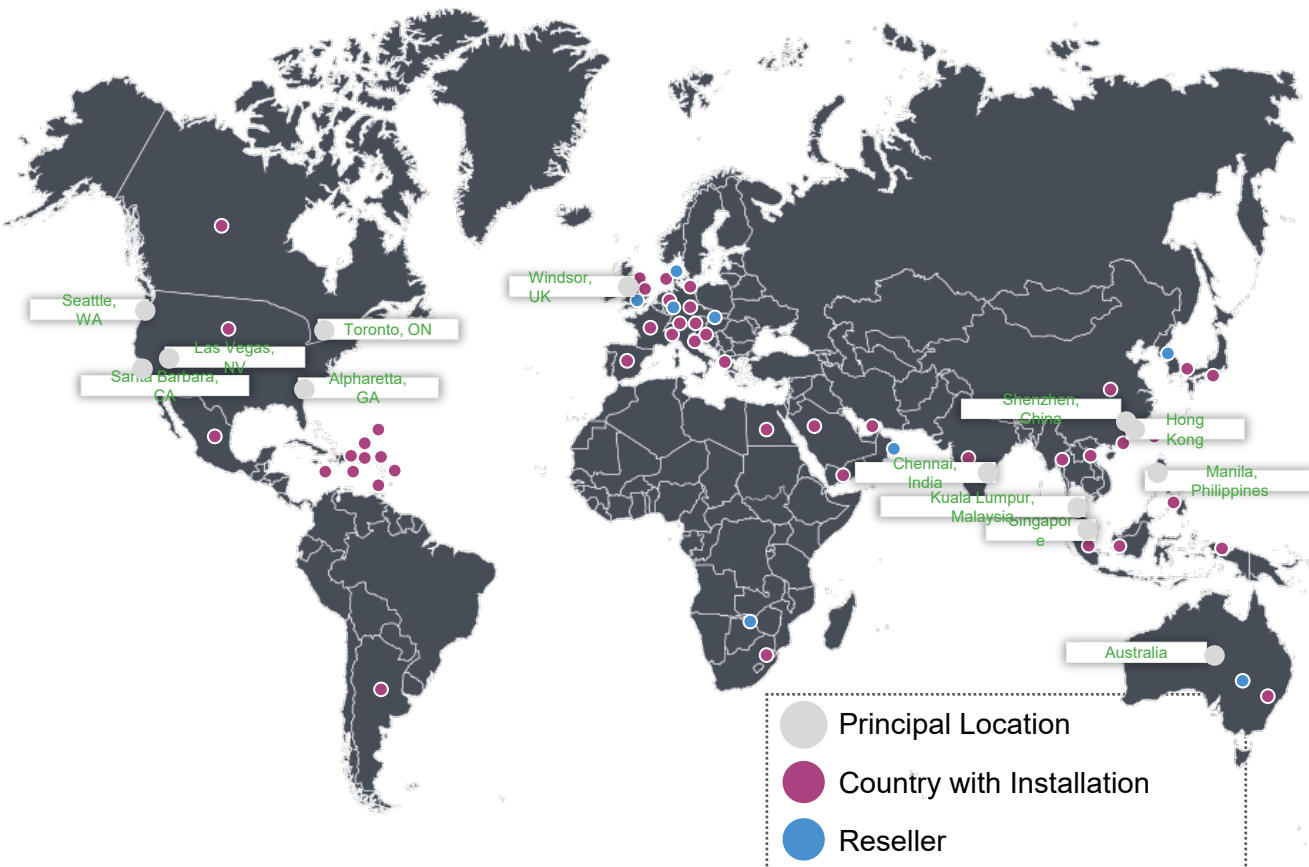 Windsor,
UK
Seattle,
WA
Toronto, ON
Las Vegas,
NV
Santa Barbara,
CA
Alpharetta,
GA
Shenzhen,
China
Hong
Kong
Chennai,
India
Manila,
Philippines
Kuala Lumpur,
Malaysia
Singapor
e
Australia
Principal Location
Country with Installation
Reseller